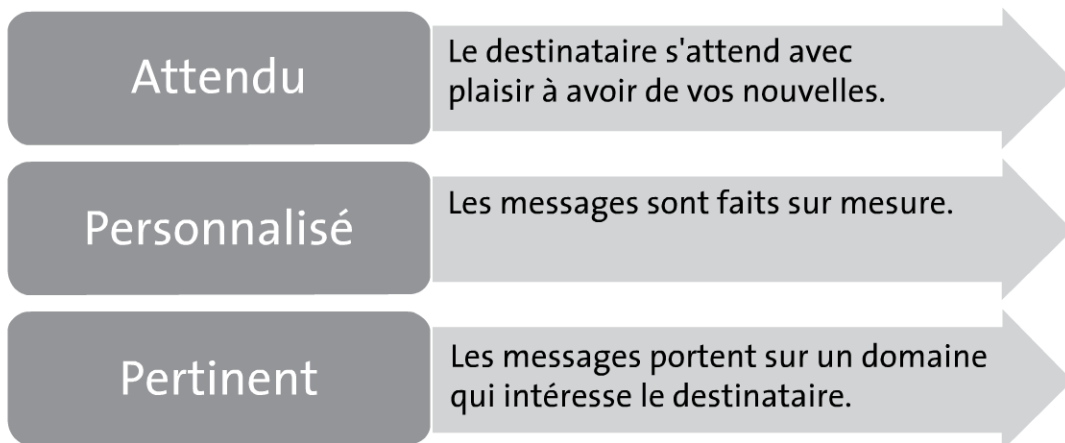 Attendu
Le destinataire s'attend avec
plaisir à avoir de vos nouvelles.
Personnalisé
Les messages sont faits sur mesure.
Pertinent
Les messages portent sur un domaine
qui intéresse le destinataire.